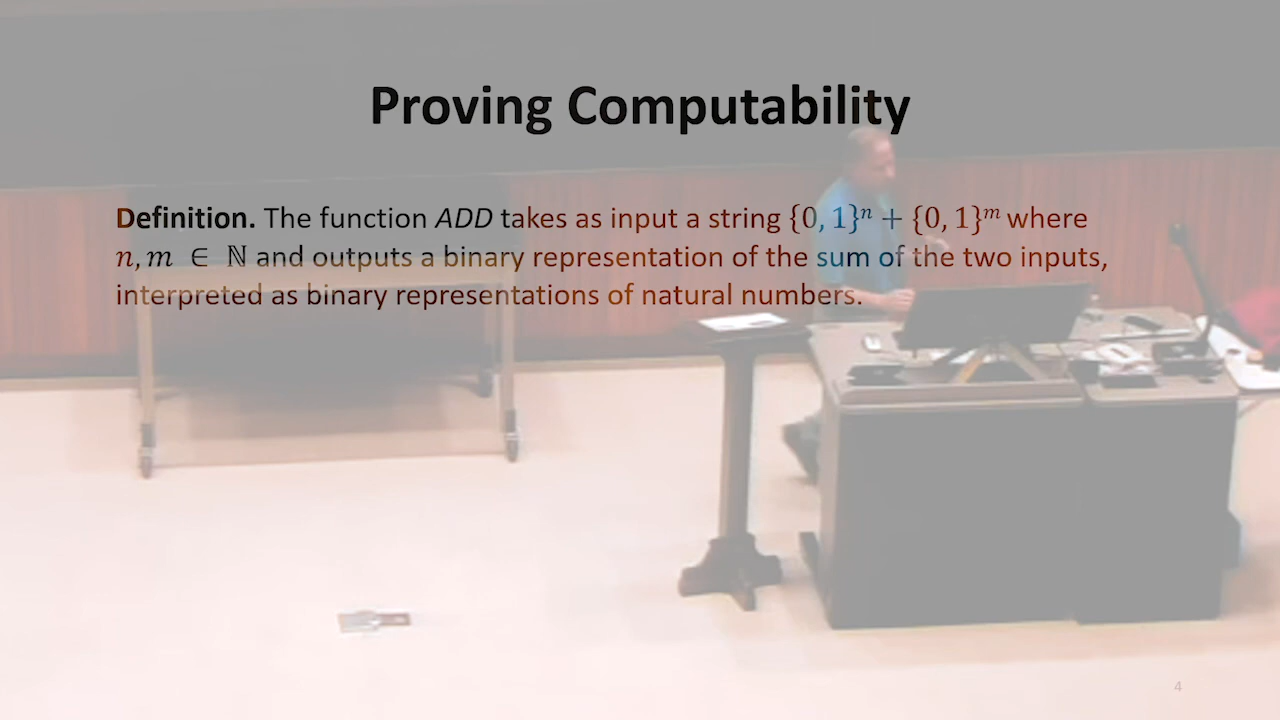 Proving Computability
Definition. The function ADD takes as input a string {0, 1}ⁿ + {0, 1}ᵐ where
n, m ∈ ℕ and outputs a binary representation of the sum of the two inputs,
interpreted as binary representations of natural numbers.
4